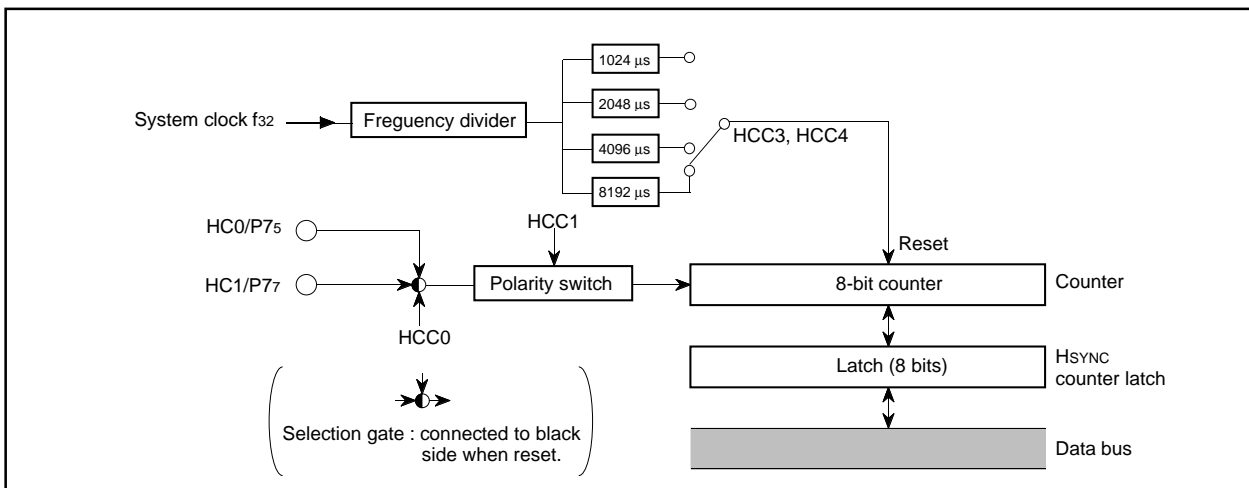 1024 µs
2048 µs
System clock f32
Freguency divider
4096 µs
HCC3, HCC4
8192 µs
HCC1
HC0/P75
Reset
HC1/P77
Polarity switch
8-bit counter
Counter
HCC0
Latch (8 bits)
HSYNC
counter latch
Selection gate : connected to black
side when reset.
Data bus